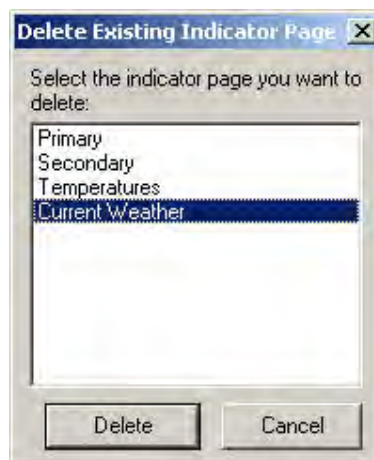 Delete Existing Indicator Page
Select the indicator page you want to
delete:
Primary
Secondary
Temperatures
Current Weather
Delete
Cancel